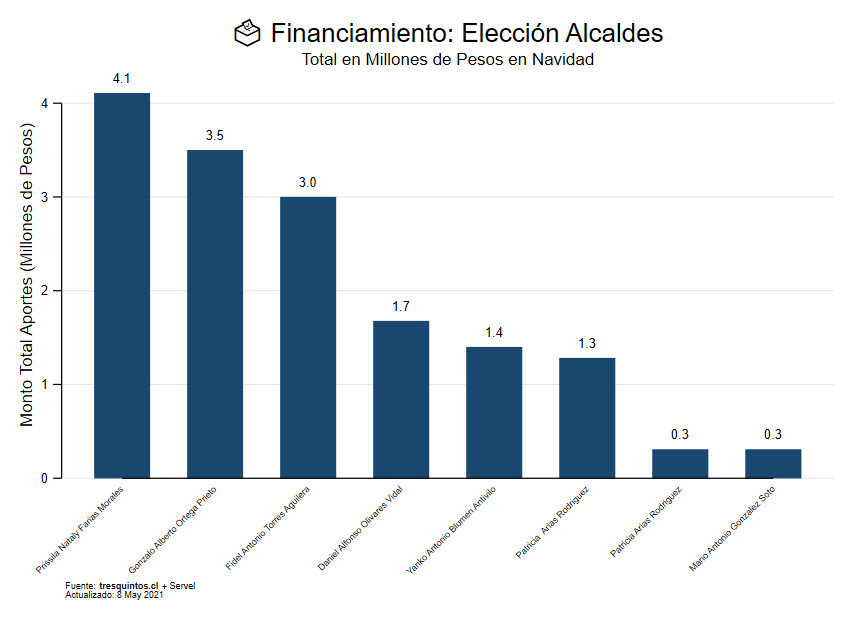 Financiamiento: Elección Alcaldes
Total en Millones de Pesos en Navidad
Monto Total Aportes (Millones de Pesos)
4
3
2
1
0
4.1
3.5
3.0
1.7
1.4
1.3
0.3
0.3
Prissila Nataly Farias Morales
Gonzalo Alberto Ortega Prieto
Fidel Antonio Torres Aguilera
Daniel Alfonso Olivares Vidal
Yanko Antonio Blumen Antivilo
Patricia  Arias Rodriguez
Patricia Arias Rodriguez
Mario Antonio Gonzalez Soto
Fuente: tresquintos.cl + Servel
Actualizado: 8 May 2021